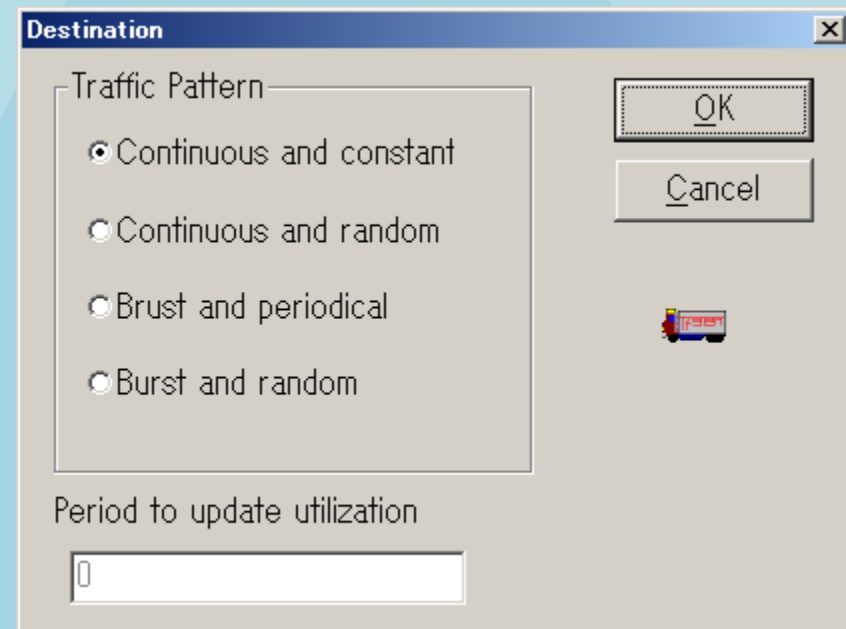 Destination
Traffic Pattern
Continuous and constant
Continuous and random
Brust and periodical
Burst and random
OK
Cancel
Period to update utilization
0